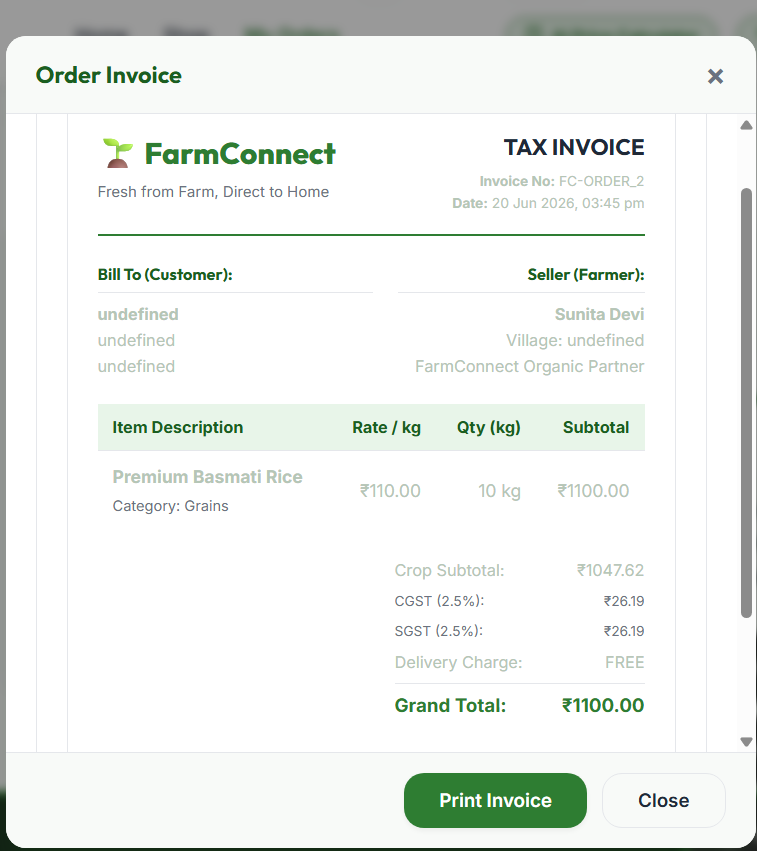 Order Invoice
×
FarmConnect
Fresh from Farm, Direct to Home
TAX INVOICE
Invoice No: FC-ORDER_2
Date: 20 Jun 2026, 03:45 pm
Bill To (Customer):
undefined
undefined
undefined
Seller (Farmer):
Sunita Devi
Village: undefined
FarmConnect Organic Partner
Item Description Rate / kg Qty (kg) Subtotal
Premium Basmati Rice ₹110.00 10 kg ₹1100.00
Category: Grains
Crop Subtotal: ₹1047.62
CGST (2.5%): ₹26.19
SGST (2.5%): ₹26.19
Delivery Charge: FREE
Grand Total: ₹1100.00
Print Invoice Close